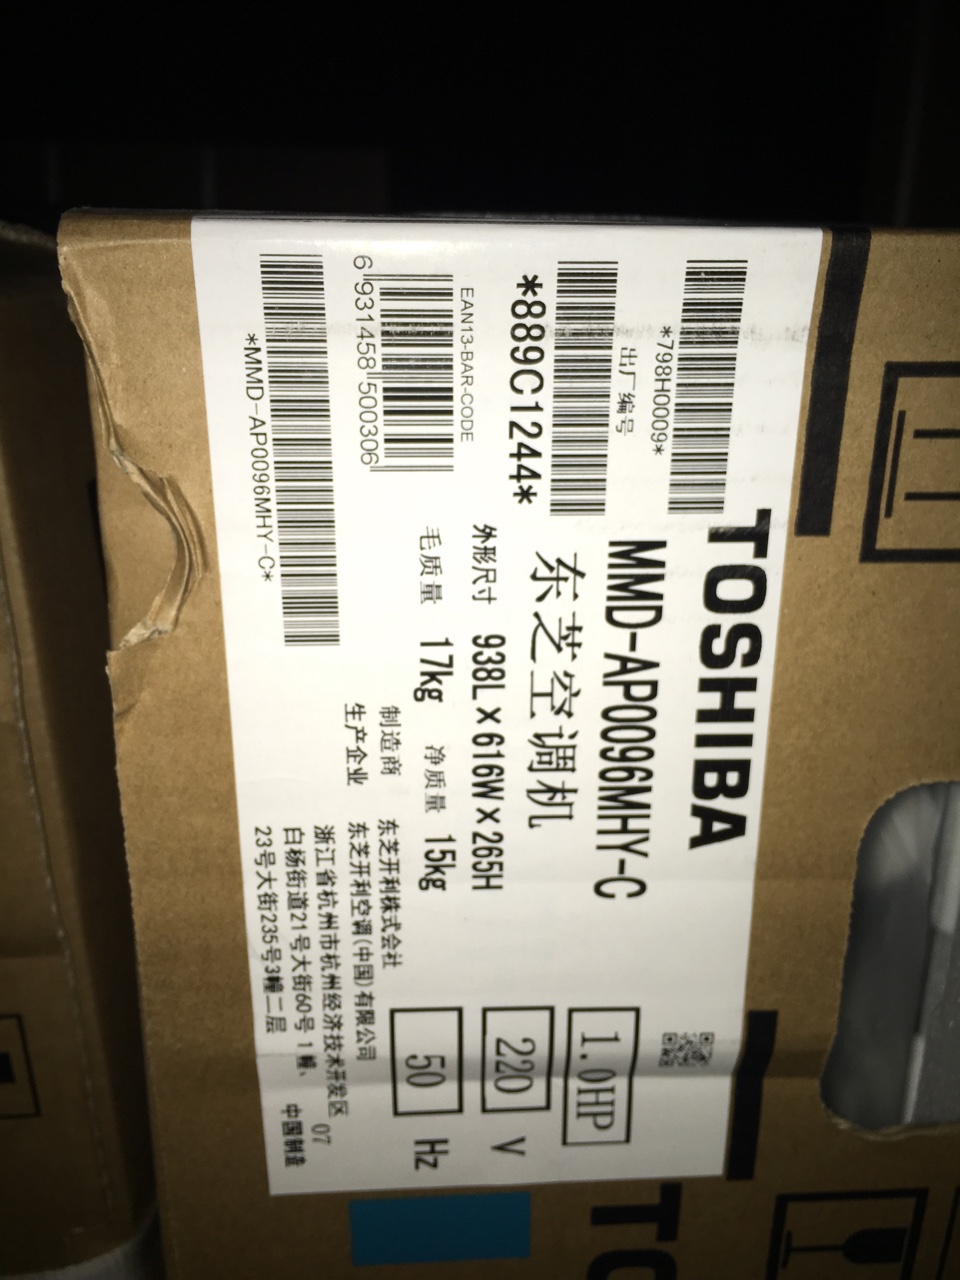 TOSHIBA
*798H0009*
MMD-AP0096MHY-C
1.0HP
出厂编号
*889C1244*
东芝空调机
220 V
EAN13-BAR-CODE
6 931458 500306
外形尺寸 938L X 616W X 265H
毛质量 17kg 净质量 15kg
50 Hz
*MMD-AP0096MHY-C*
制造商 东芝开利株式会社
生产企业 东芝开利空调(中国)有限公司
浙江省杭州市杭州经济技术开发区 07
白杨街道21号大街60号 1幢、
23号大街235号3幢二层
中国制造